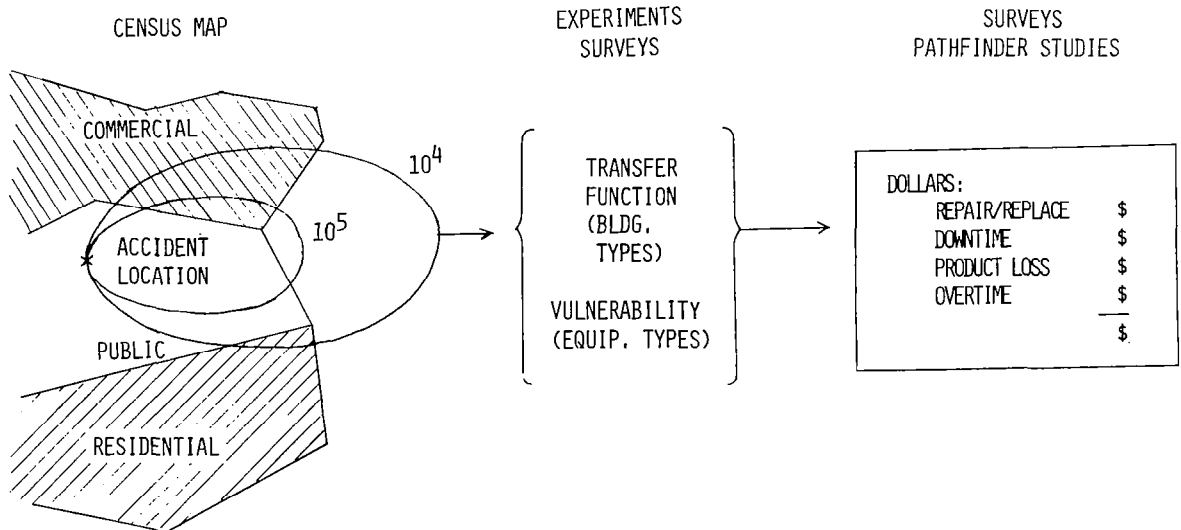 CENSUS MAP
COMMERCIAL
10⁴
10⁵
ACCIDENT
LOCATION
PUBLIC
RESIDENTIAL
EXPERIMENTS
SURVEYS
TRANSFER
FUNCTION
(BLDG.
TYPES)
VULNERABILITY
(EQUIP. TYPES)
SURVEYS
PATHFINDER STUDIES
DOLLARS:
REPAIR/REPLACE $
DOWNTIME $
PRODUCT LOSS $
OVERTIME $
$